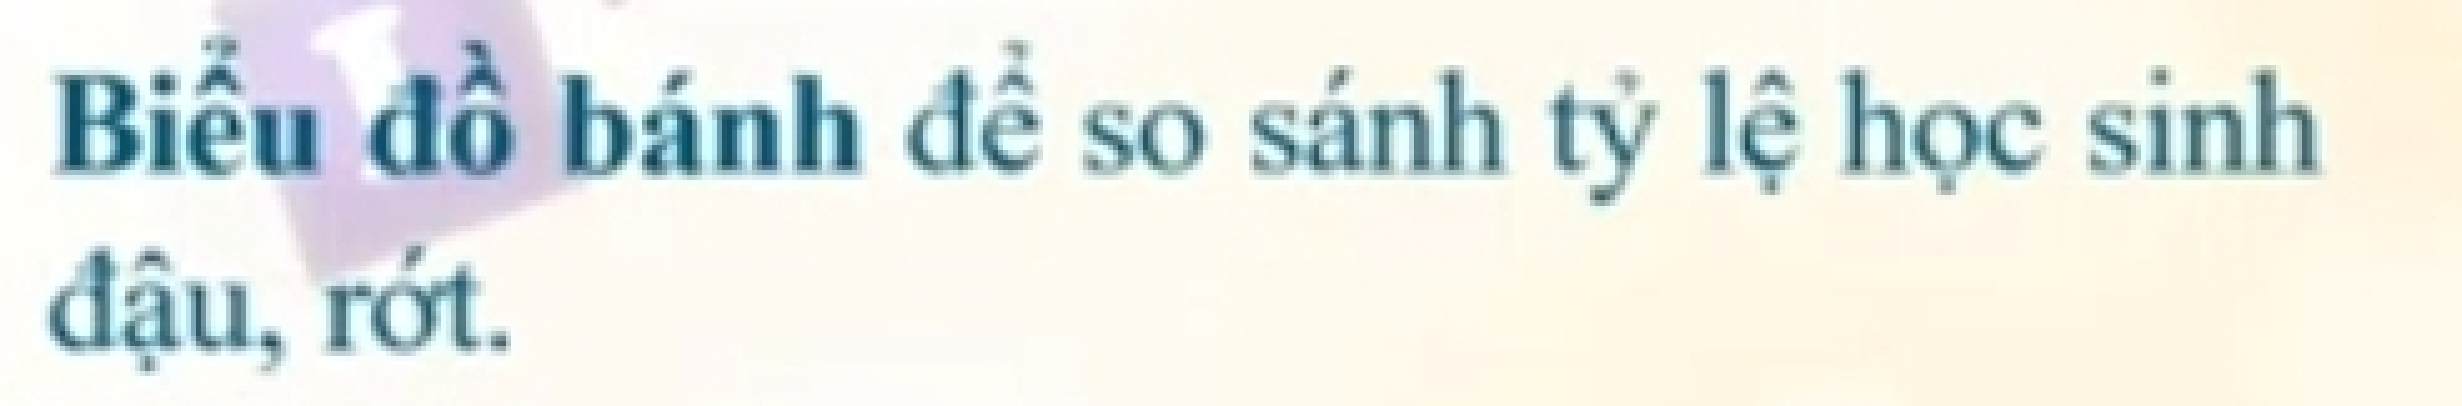 Biểu đồ bánh để so sánh tỷ lệ học sinh
đậu, rớt.